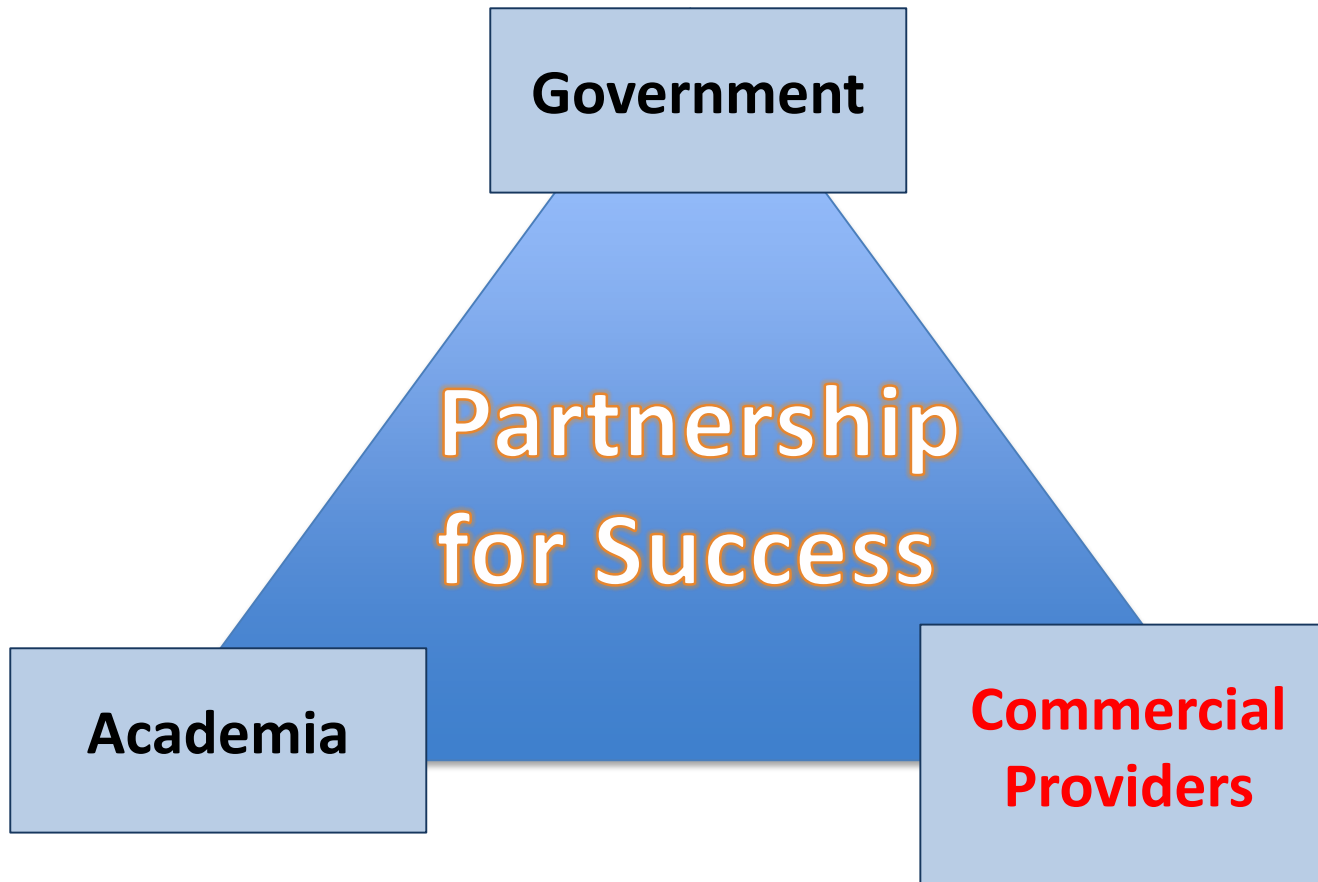 Government
Partnership
for Success
Academia
Commercial
Providers